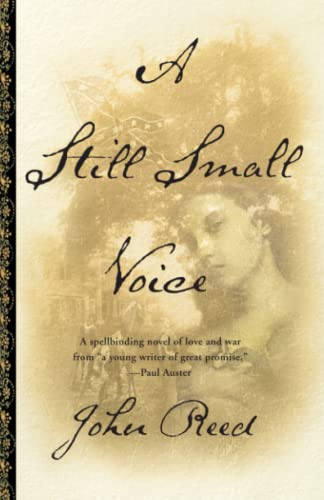 A
Still Small
Voice
A spellbinding novel of love and war
from "a young writer of great promise."
—Paul Auster
John Reed